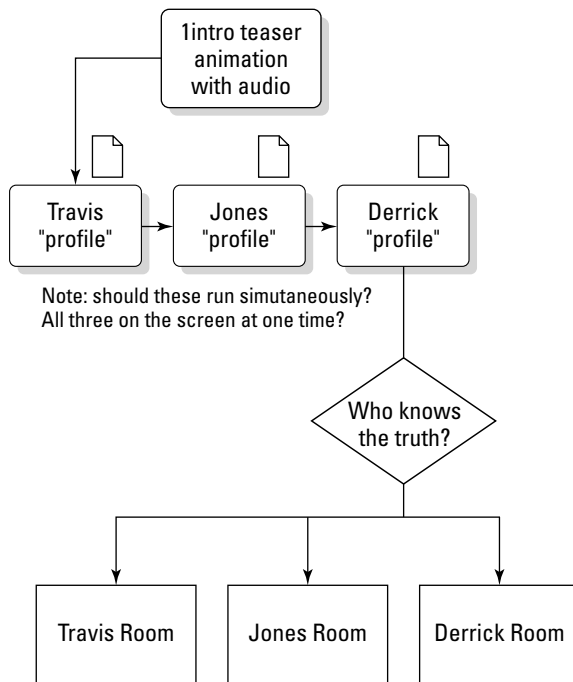 1intro teaser
animation
with audio
Travis
"profile"
Jones
"profile"
Derrick
"profile"
Note: should these run simutaneously?
All three on the screen at one time?
Who knows
the truth?
Travis Room
Jones Room
Derrick Room